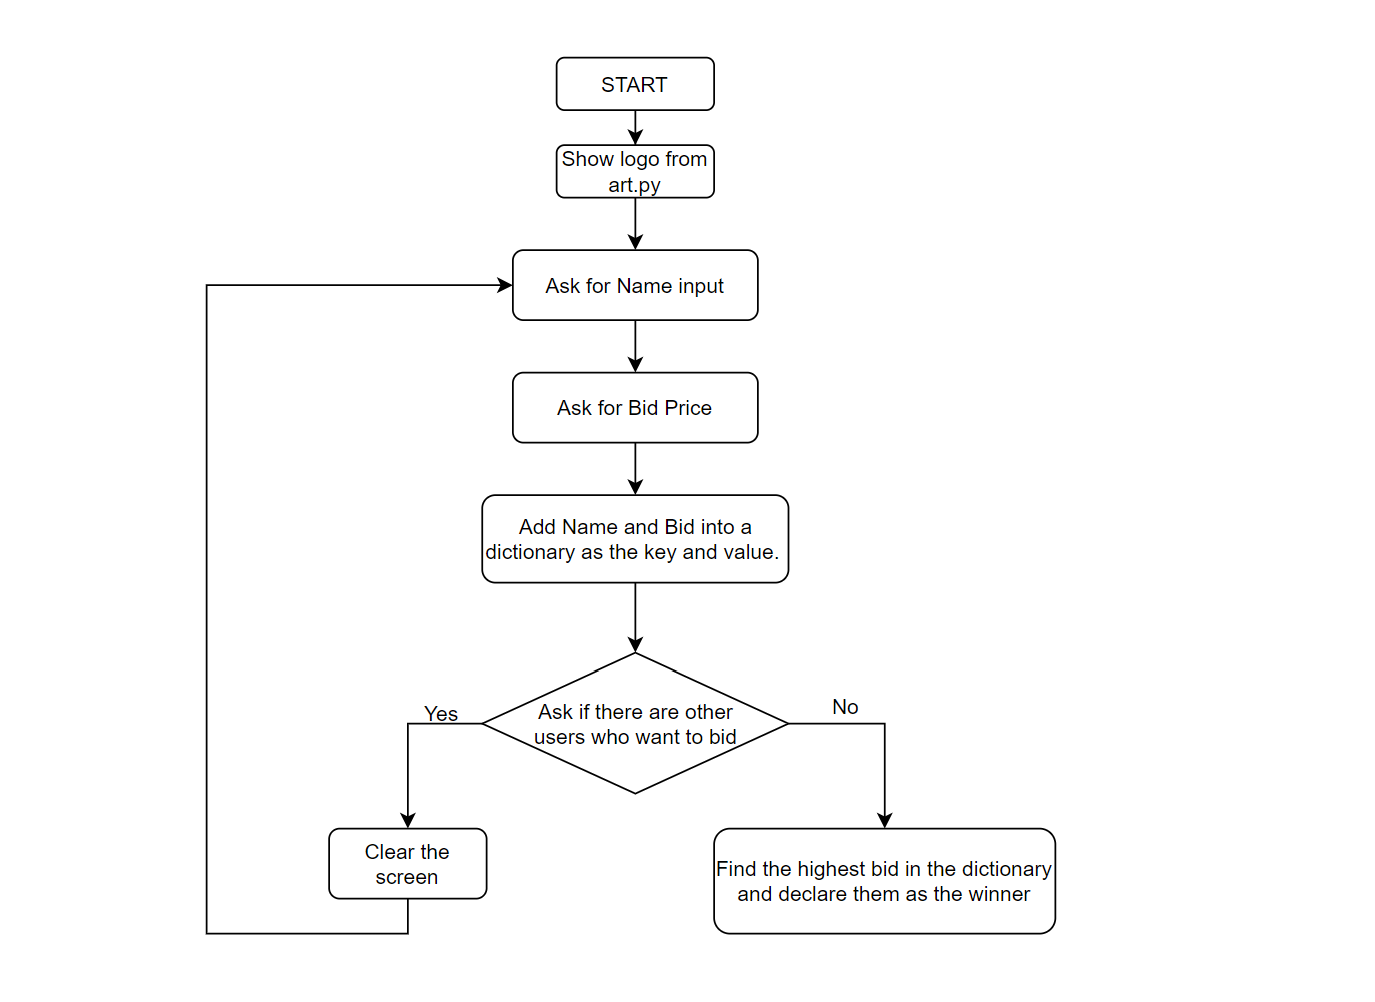 START
Show logo from
art.py
Ask for Name input
Ask for Bid Price
Add Name and Bid into a
dictionary as the key and value.
Ask if there are other
users who want to bid
Yes
No
Clear the
screen
Find the highest bid in the dictionary
and declare them as the winner